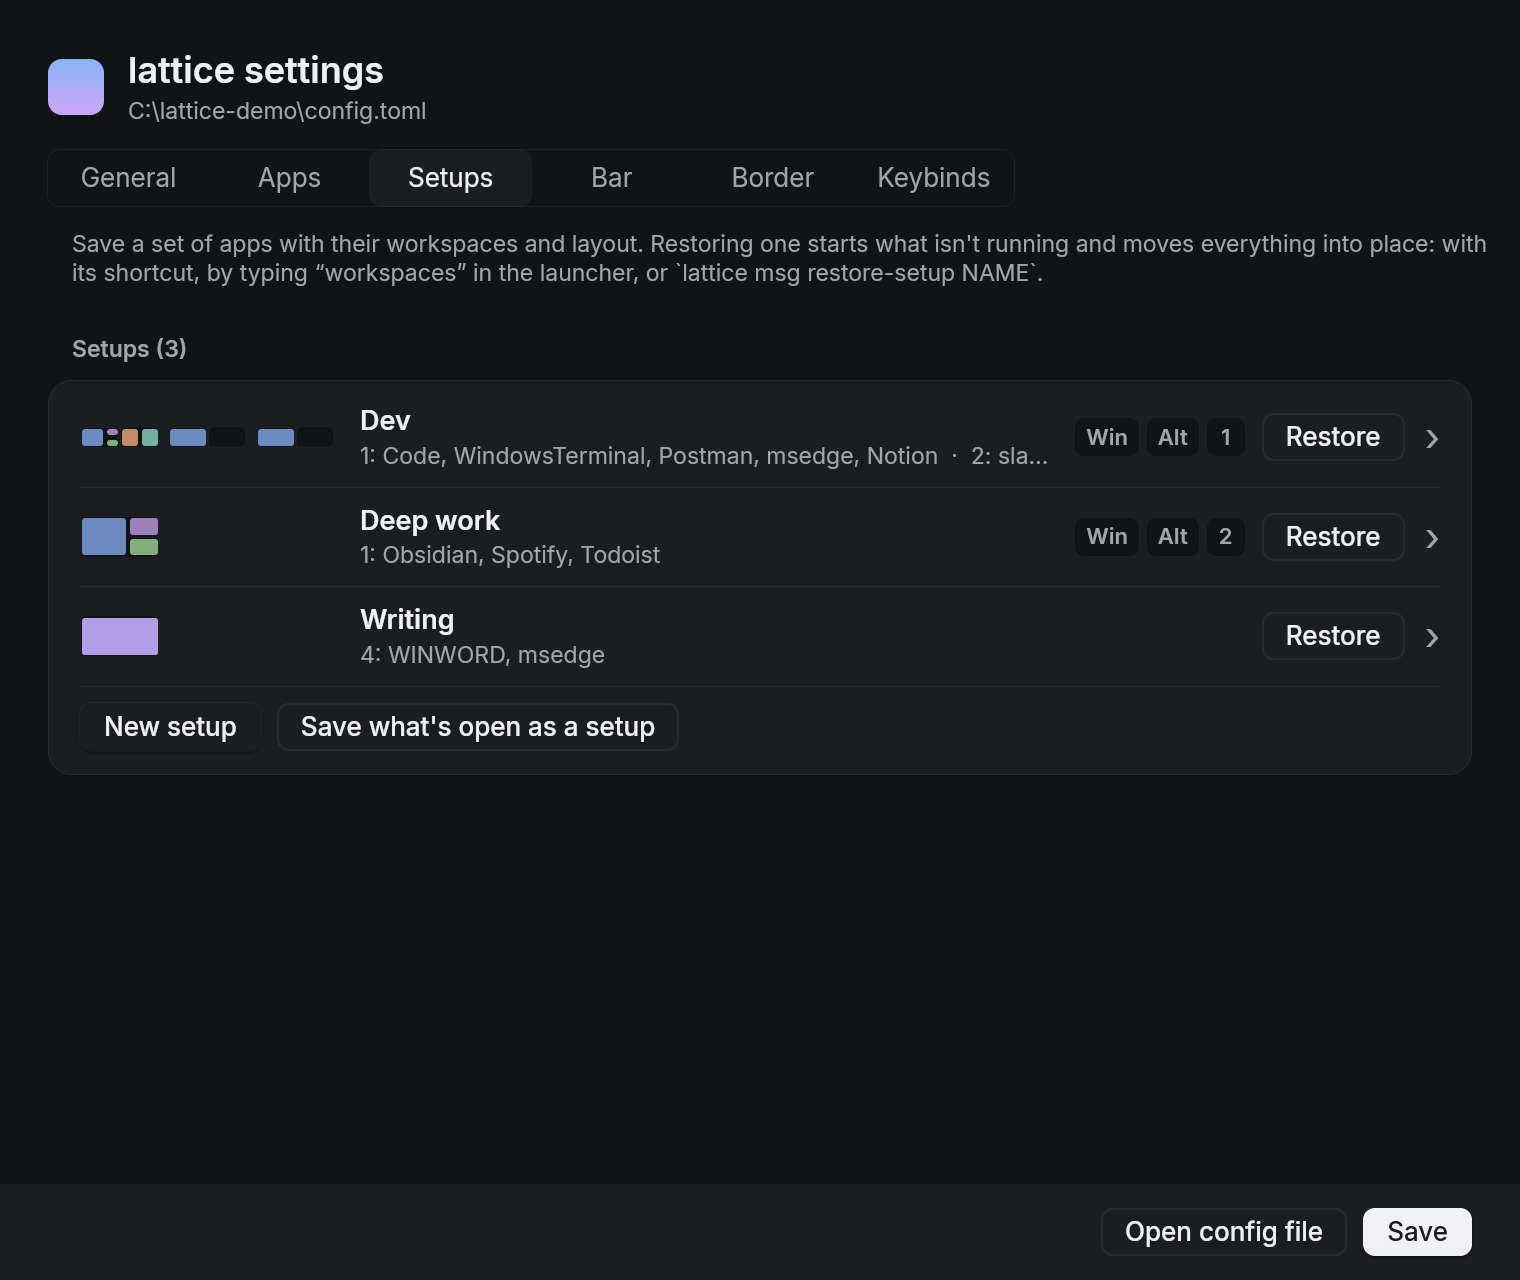 lattice settings
C:\lattice-demo\config.toml
General Apps Setups Bar Border Keybinds
Save a set of apps with their workspaces and layout. Restoring one starts what isn't running and moves everything into place: with
its shortcut, by typing “workspaces” in the launcher, or `lattice msg restore-setup NAME`.
Setups (3)
Dev
1: Code, WindowsTerminal, Postman, msedge, Notion · 2: sla...
Win Alt 1 Restore ›
Deep work
1: Obsidian, Spotify, Todoist
Win Alt 2 Restore ›
Writing
4: WINWORD, msedge
Restore ›
New setup Save what's open as a setup
Open config file Save